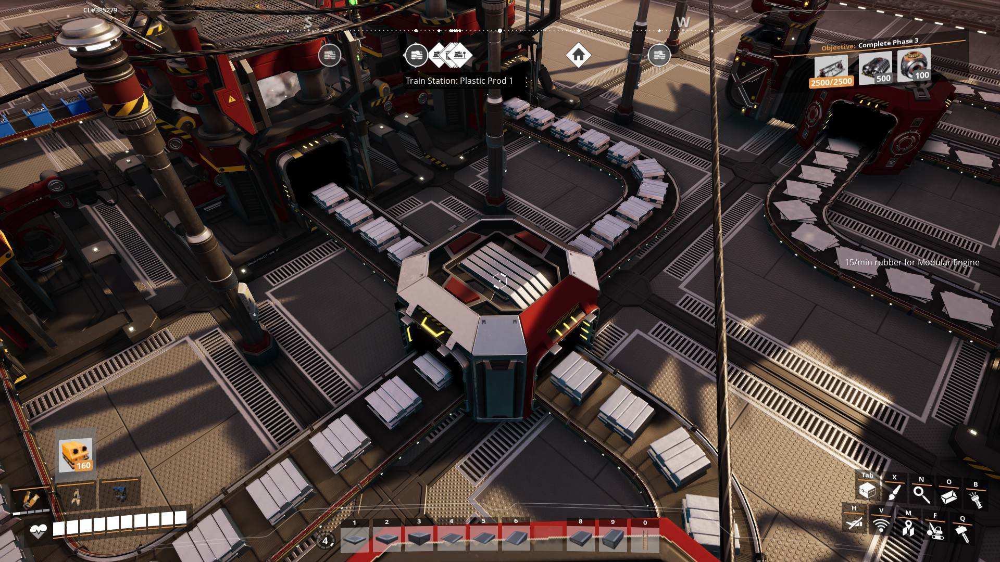 CL#385279
S
W
Train Station: Plastic Prod 1
Objective: Complete Phase 3
2500/2500
500
100
15/min rubber for Modular Engine
160
Tab
X
N
O
B
H
V
M
F
Q
4
1
2
3
4
5
6
8
9
0